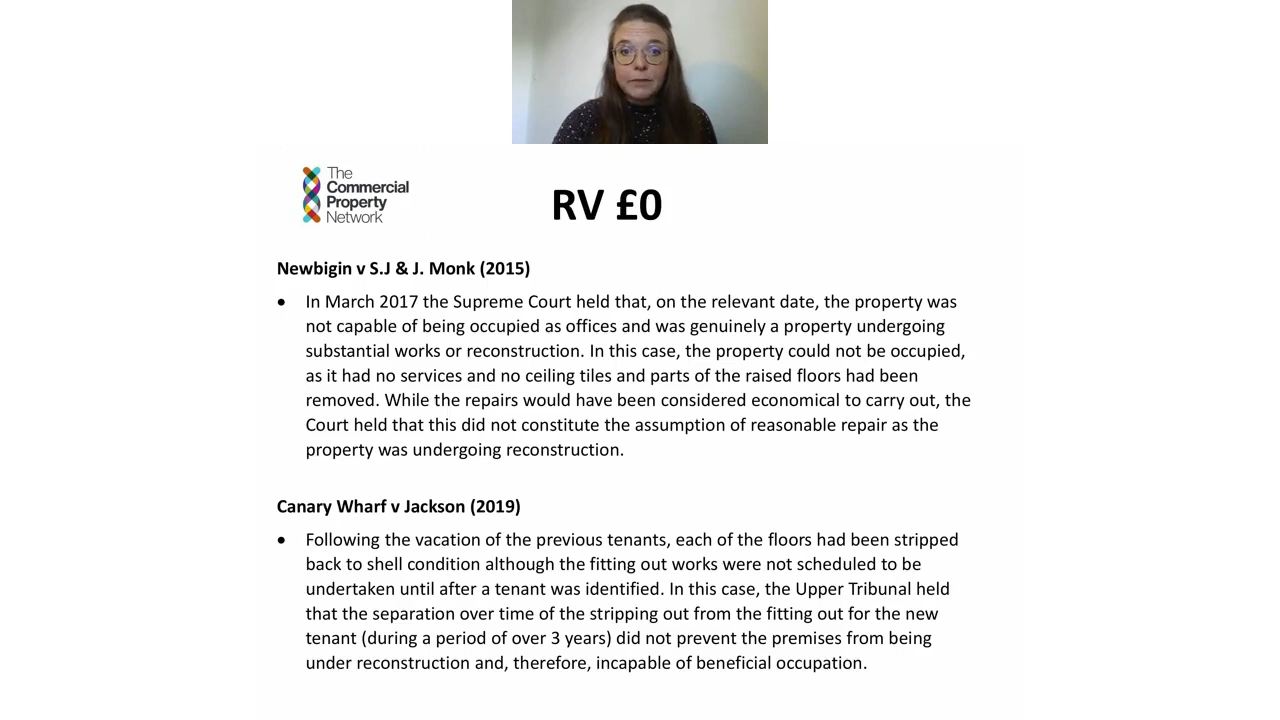 The
Commercial
Property
Network
RV £0
Newbigin v S.J & J. Monk (2015)
• In March 2017 the Supreme Court held that, on the relevant date, the property was
not capable of being occupied as offices and was genuinely a property undergoing
substantial works or reconstruction. In this case, the property could not be occupied,
as it had no services and no ceiling tiles and parts of the raised floors had been
removed. While the repairs would have been considered economical to carry out, the
Court held that this did not constitute the assumption of reasonable repair as the
property was undergoing reconstruction.
Canary Wharf v Jackson (2019)
• Following the vacation of the previous tenants, each of the floors had been stripped
back to shell condition although the fitting out works were not scheduled to be
undertaken until after a tenant was identified. In this case, the Upper Tribunal held
that the separation over time of the stripping out from the fitting out for the new
tenant (during a period of over 3 years) did not prevent the premises from being
under reconstruction and, therefore, incapable of beneficial occupation.